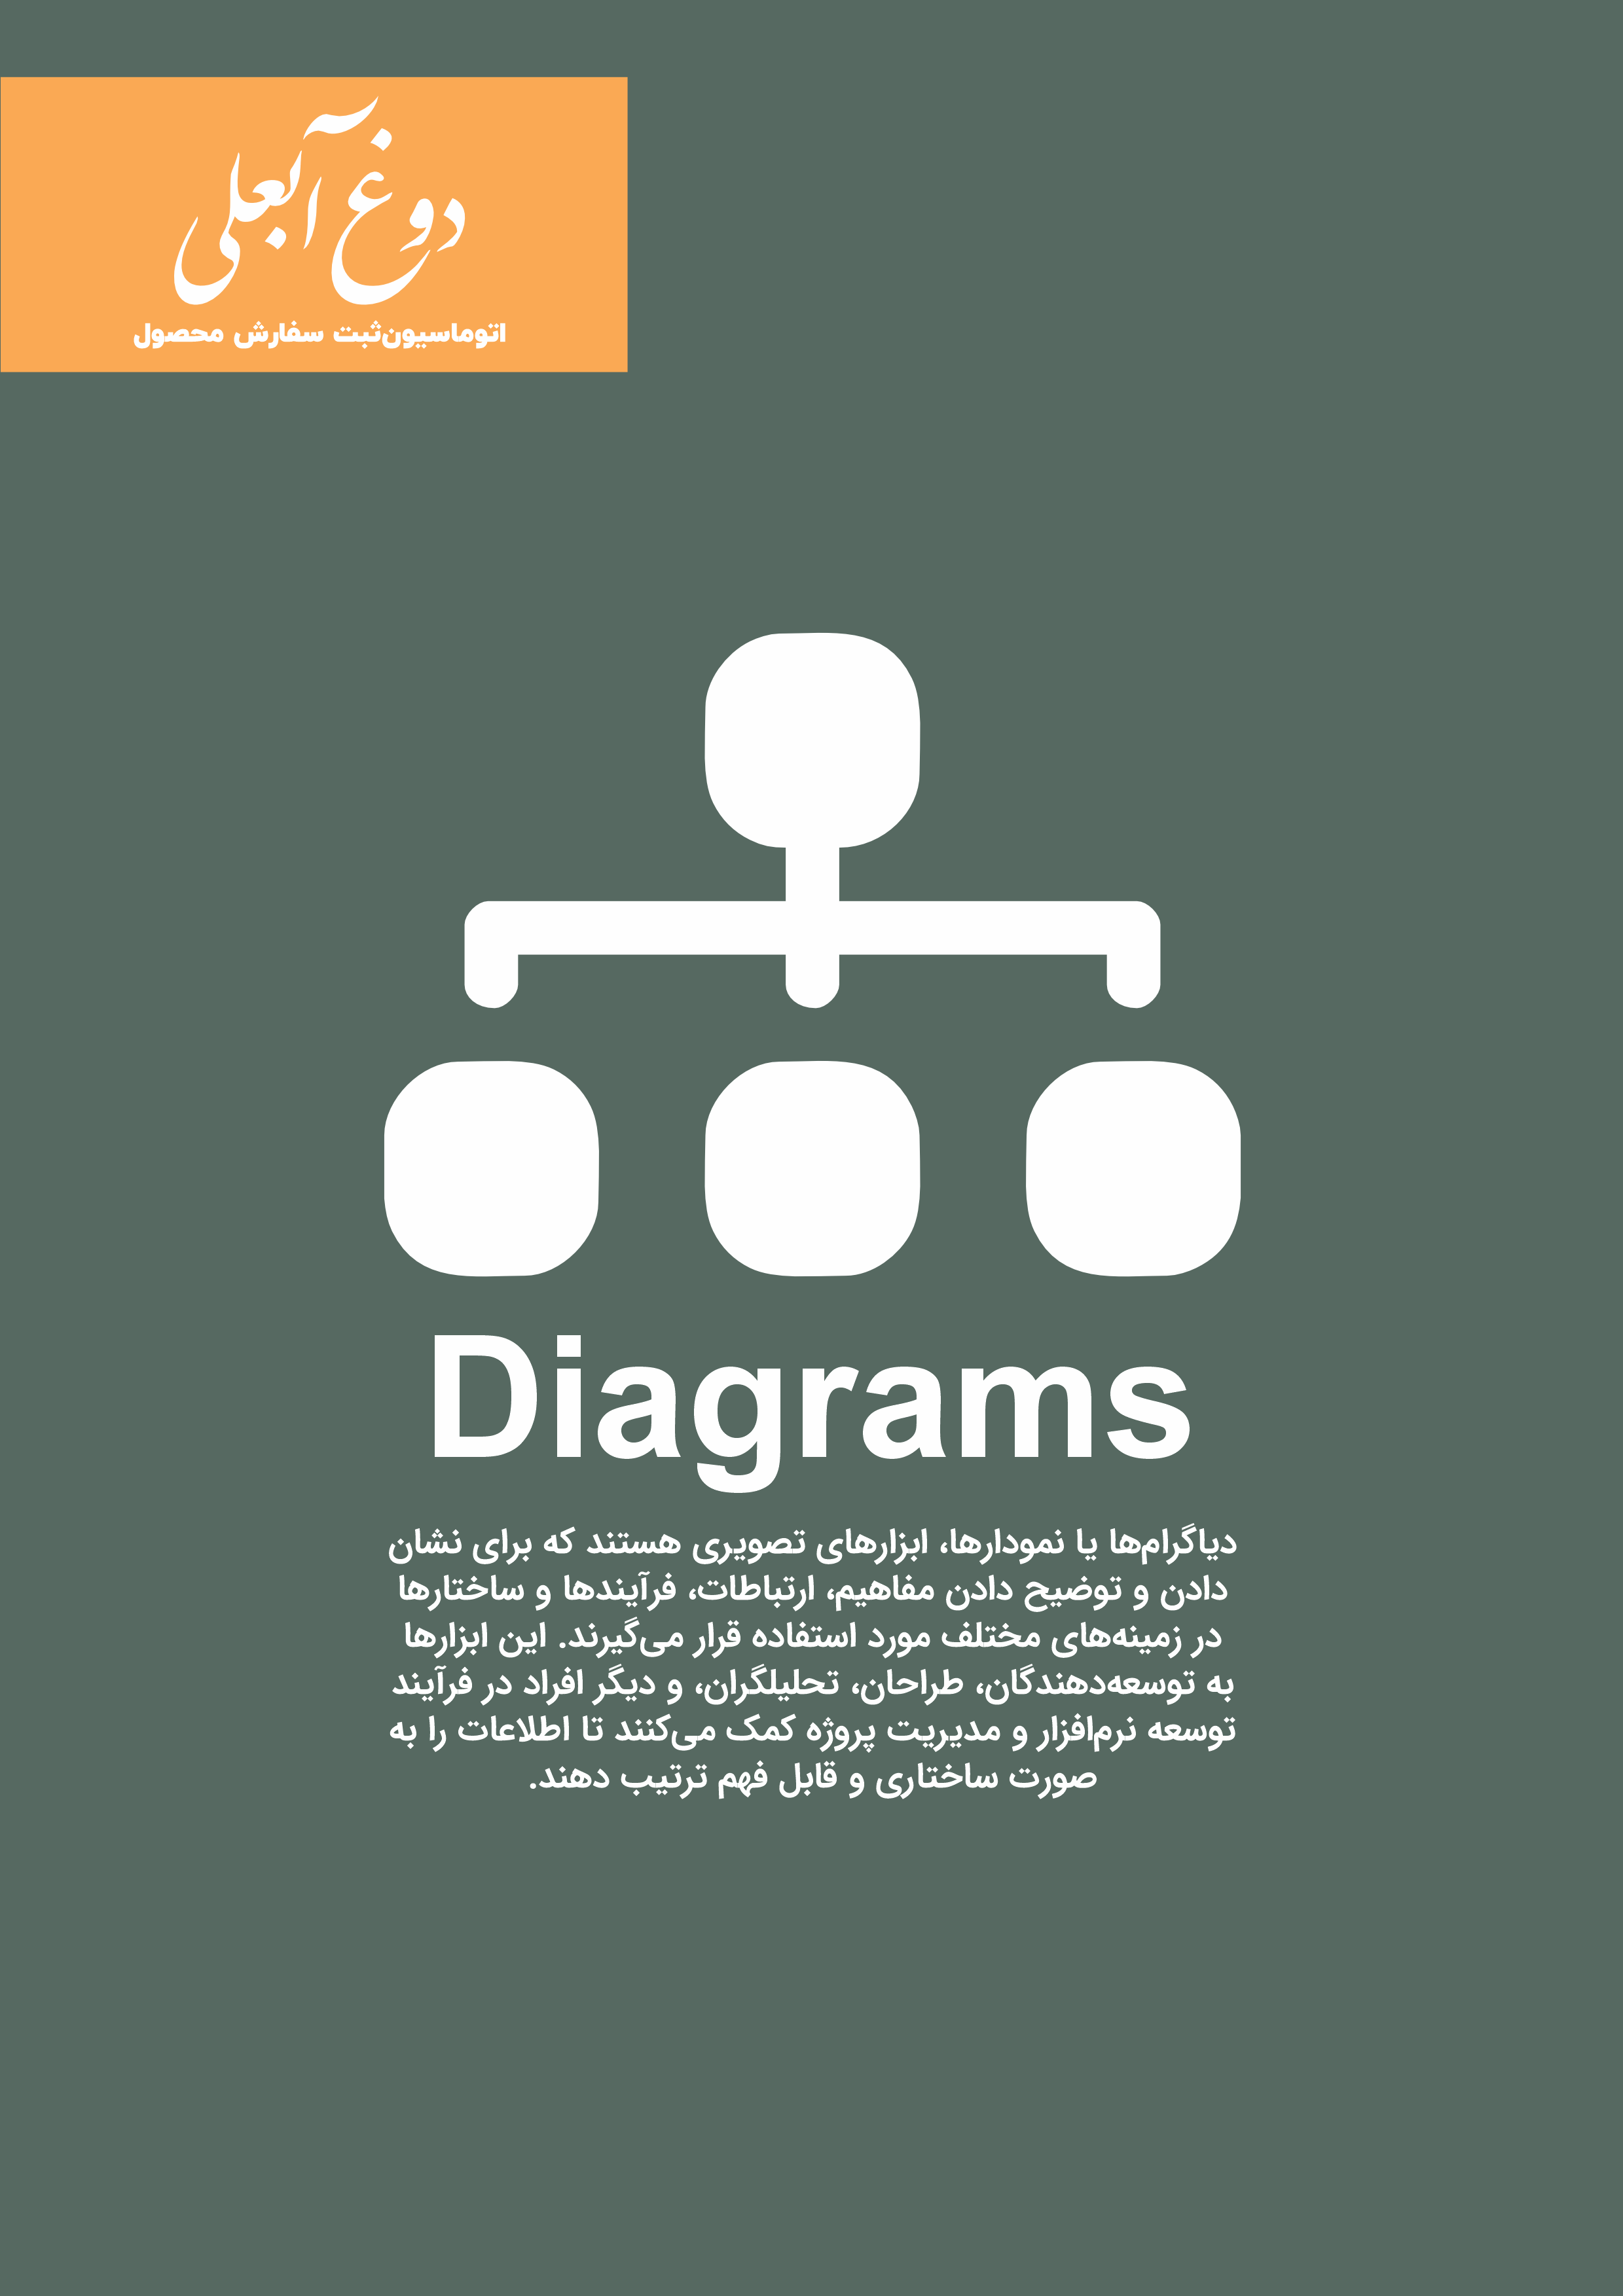 دوغ آبعلی
اتوماسیون ثبت سفارش محصول
Diagrams
دیاگرام‌ها یا نمودارها، ابزارهای تصویری هستند که برای نشان
دادن و توضیح دادن مفاهیم، ارتباطات، فرآیندها و ساختارها
در زمینه‌های مختلف مورد استفاده قرار می‌گیرند. این ابزارها
به توسعه‌دهندگان، طراحان، تحلیلگران، و دیگر افراد در فرآیند
توسعه نرم‌افزار و مدیریت پروژه کمک می‌کنند تا اطلاعات را به
صورت ساختاری و قابل فهم ترتیب دهند.